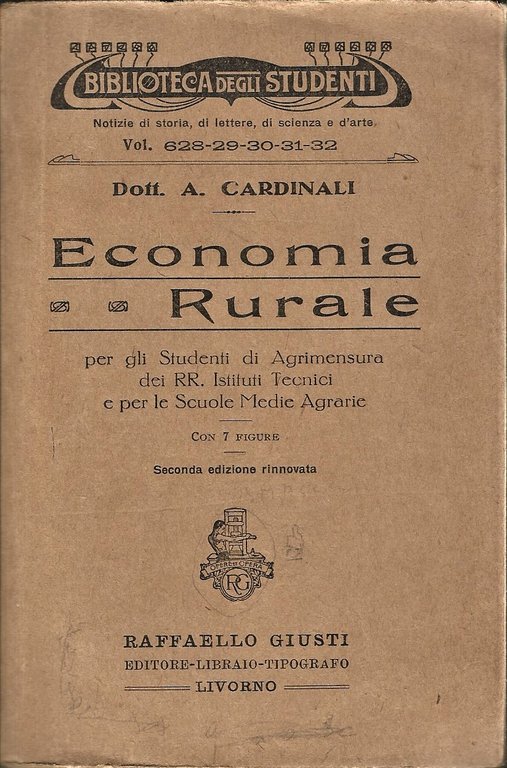 BIBLIOTECA DEGLI STUDENTI
Notizie di storia, di lettere, di scienza e d'arte.
Vol. 628-29-30-31-32
Dott. A. CARDINALI
Economia
Rurale
per gli Studenti di Agrimensura
dei RR. Istituti Tecnici
e per le Scuole Medie Agrarie
CON 7 FIGURE
Seconda edizione rinnovata
RG
RAFFAELLO GIUSTI
EDITORE-LIBRAIO-TIPOGRAFO
LIVORNO